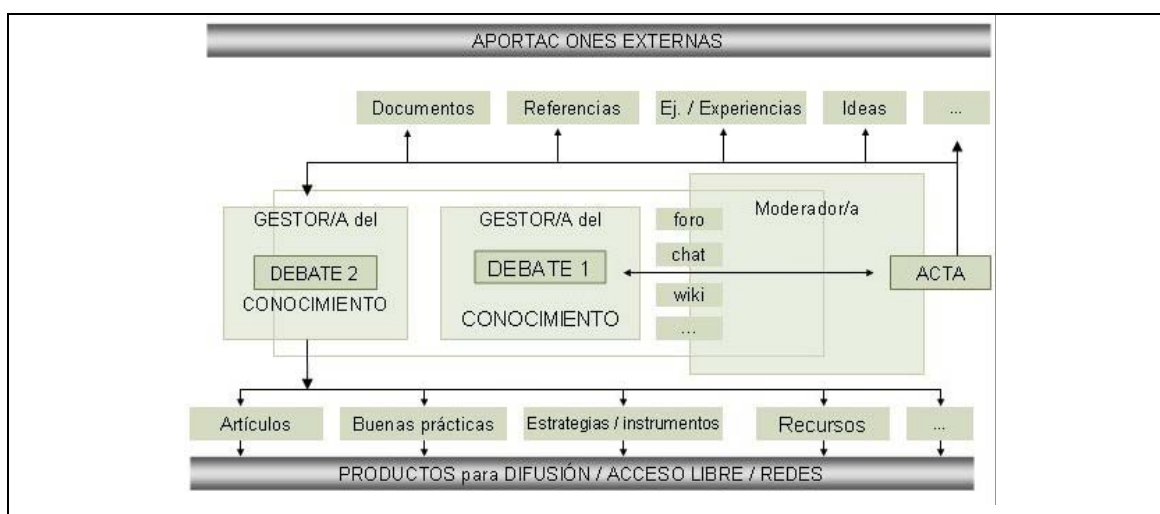 APORTAC ONES EXTERNAS
Documentos
Referencias
Ej. / Experiencias
Ideas
...
GESTOR/A del
DEBATE 2
CONOCIMIENTO
GESTOR/A del
DEBATE 1
CONOCIMIENTO
foro
chat
wiki
...
Moderador/a
ACTA
Artículos
Buenas prácticas
Estrategias / instrumentos
Recursos
...
PRODUCTOS para DIFUSIÓN / ACCESO LIBRE / REDES